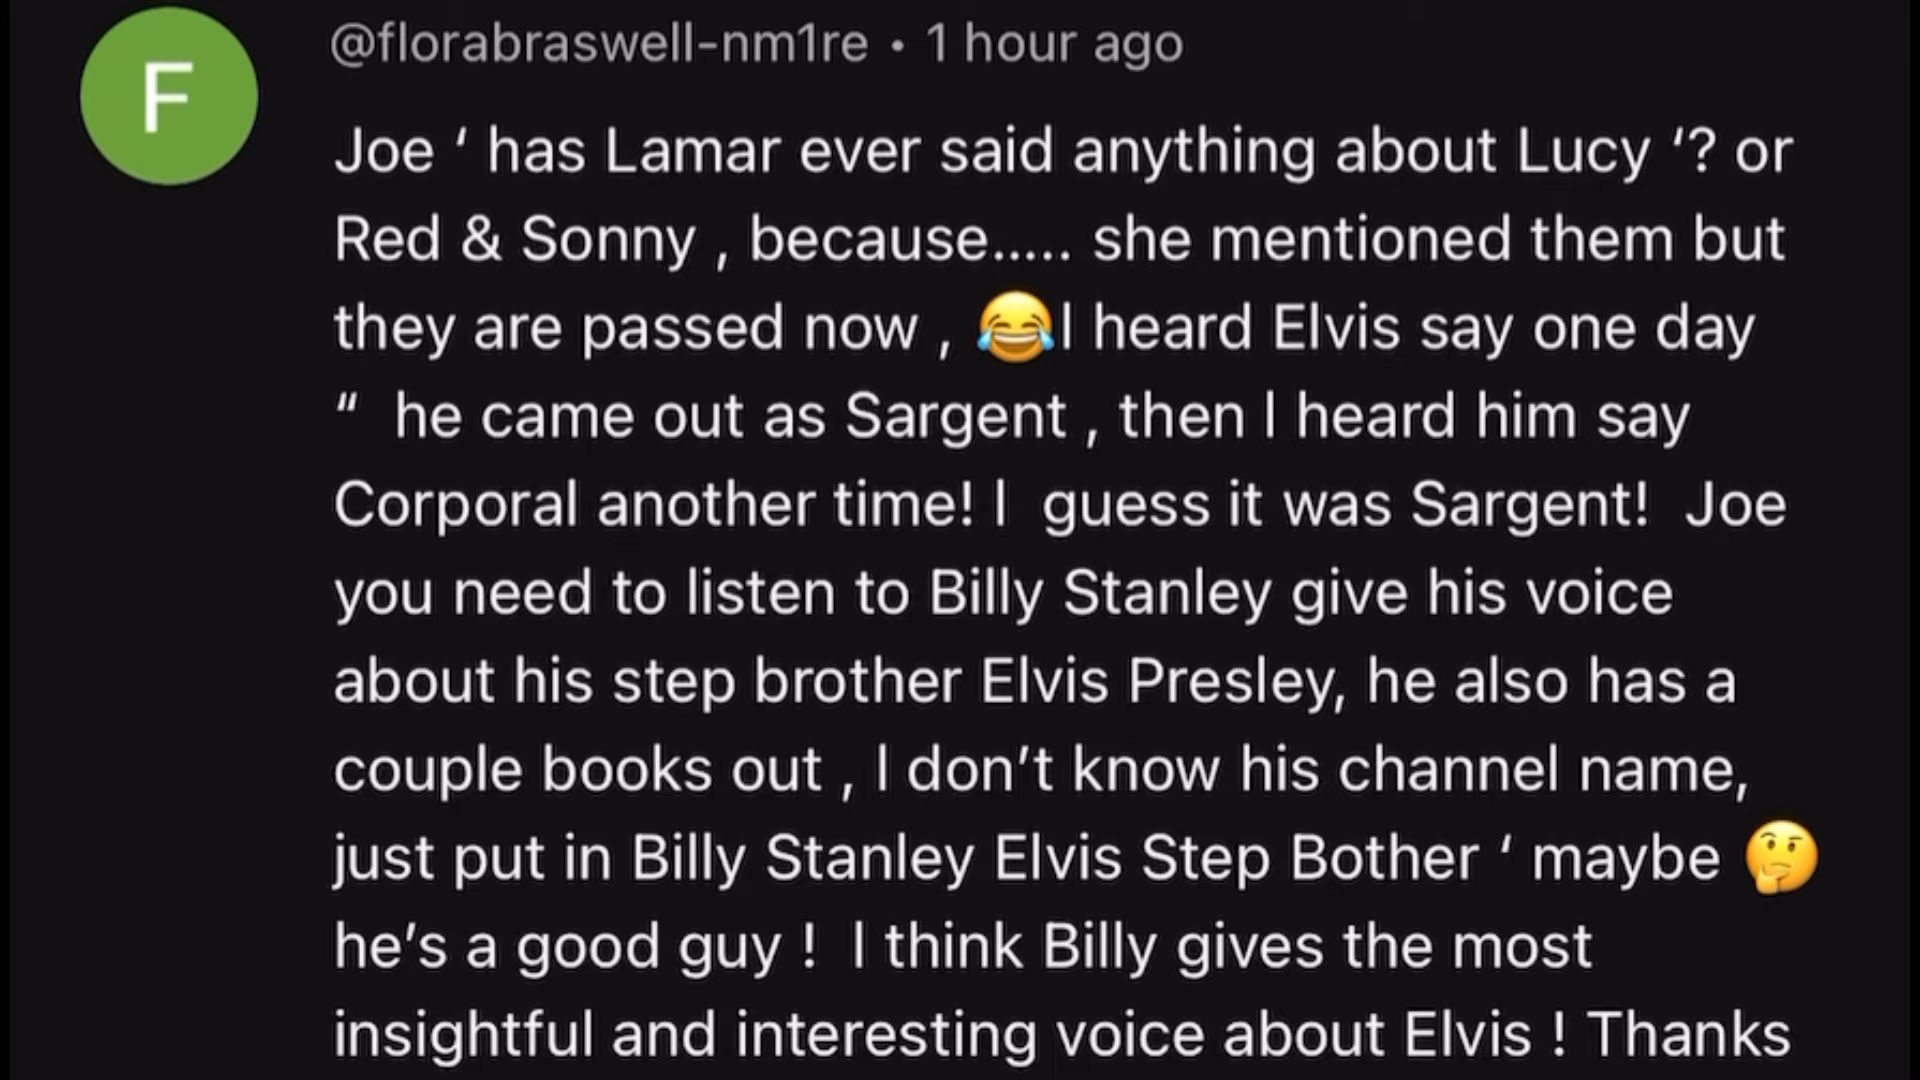 F
@florabraswell-nm1re • 1 hour ago
Joe ‘ has Lamar ever said anything about Lucy ‘? or
Red & Sonny , because..... she mentioned them but
they are passed now , 😂I heard Elvis say one day
“  he came out as Sargent , then I heard him say
Corporal another time! I  guess it was Sargent!  Joe
you need to listen to Billy Stanley give his voice
about his step brother Elvis Presley, he also has a
couple books out , I don’t know his channel name,
just put in Billy Stanley Elvis Step Bother ‘ maybe 🤔
he’s a good guy !  I think Billy gives the most
insightful and interesting voice about Elvis ! Thanks